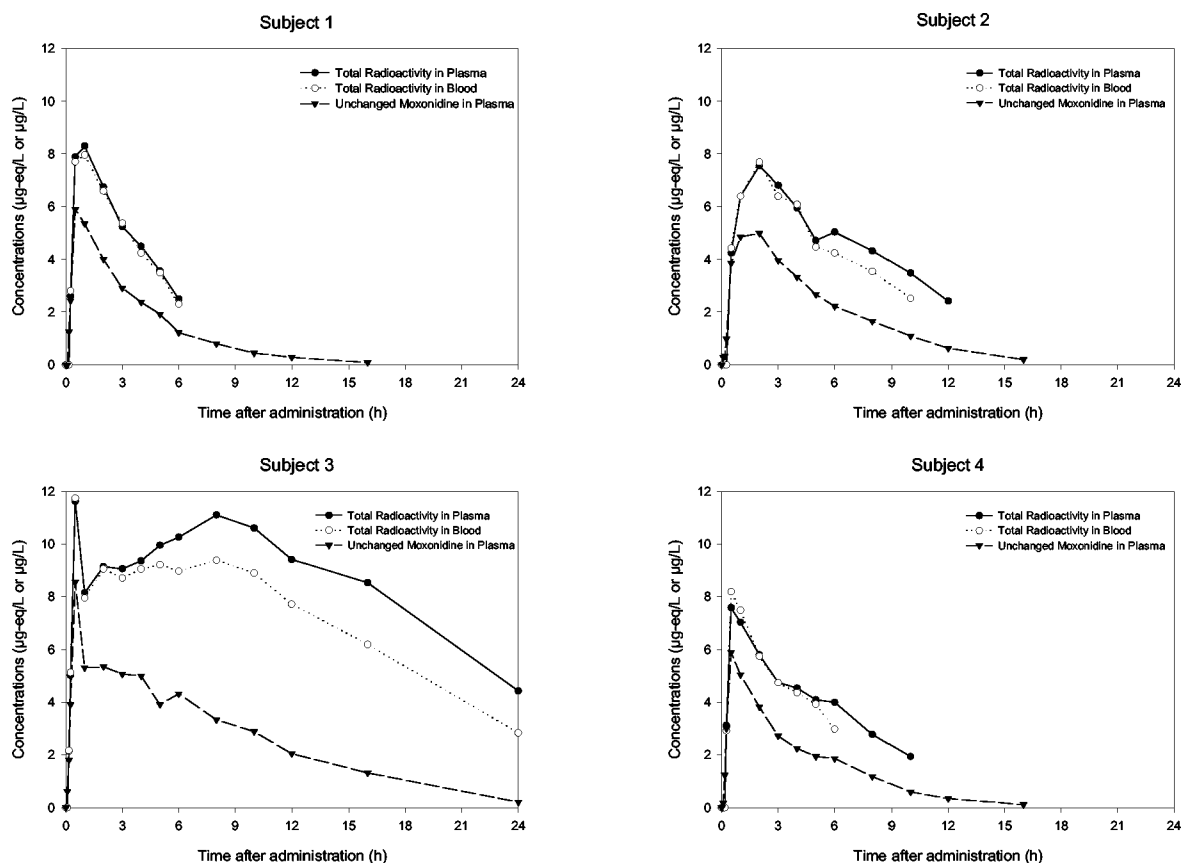 Subject 1
12
10
8
6
4
2
0
Concentrations (µg-eq/L or µg/L)
Total Radioactivity in Plasma
Total Radioactivity in Blood
Unchanged Moxonidine in Plasma
0 3 6 9 12 15 18 21 24
Time after administration (h)
Subject 2
12
10
8
6
4
2
0
Concentrations (µg-eq/L or µg/L)
Total Radioactivity in Plasma
Total Radioactivity in Blood
Unchanged Moxonidine in Plasma
0 3 6 9 12 15 18 21 24
Time after administration (h)
Subject 3
12
10
8
6
4
2
0
Concentrations (µg-eq/L or µg/L)
Total Radioactivity in Plasma
Total Radioactivity in Blood
Unchanged Moxonidine in Plasma
0 3 6 9 12 15 18 21 24
Time after administration (h)
Subject 4
12
10
8
6
4
2
0
Concentrations (µg-eq/L or µg/L)
Total Radioactivity in Plasma
Total Radioactivity in Blood
Unchanged Moxonidine in Plasma
0 3 6 9 12 15 18 21 24
Time after administration (h)